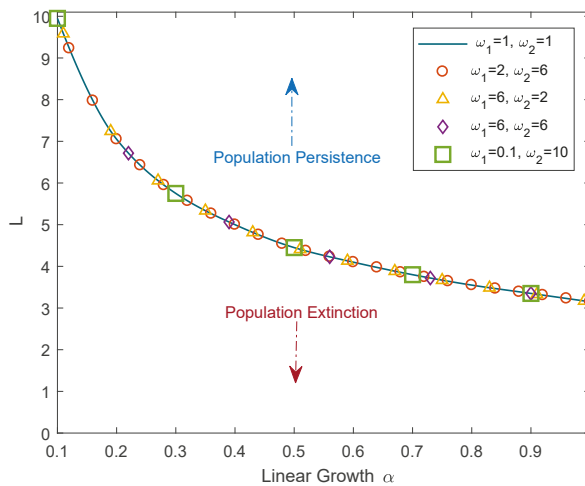 10
9
8
7
6
5
4
3
2
1
0
L
ω1=1, ω2=1
ω1=2, ω2=6
ω1=6, ω2=2
ω1=6, ω2=6
ω1=0.1, ω2=10
Population Persistence
Population Extinction
0.1 0.2 0.3 0.4 0.5 0.6 0.7 0.8 0.9
Linear Growth α